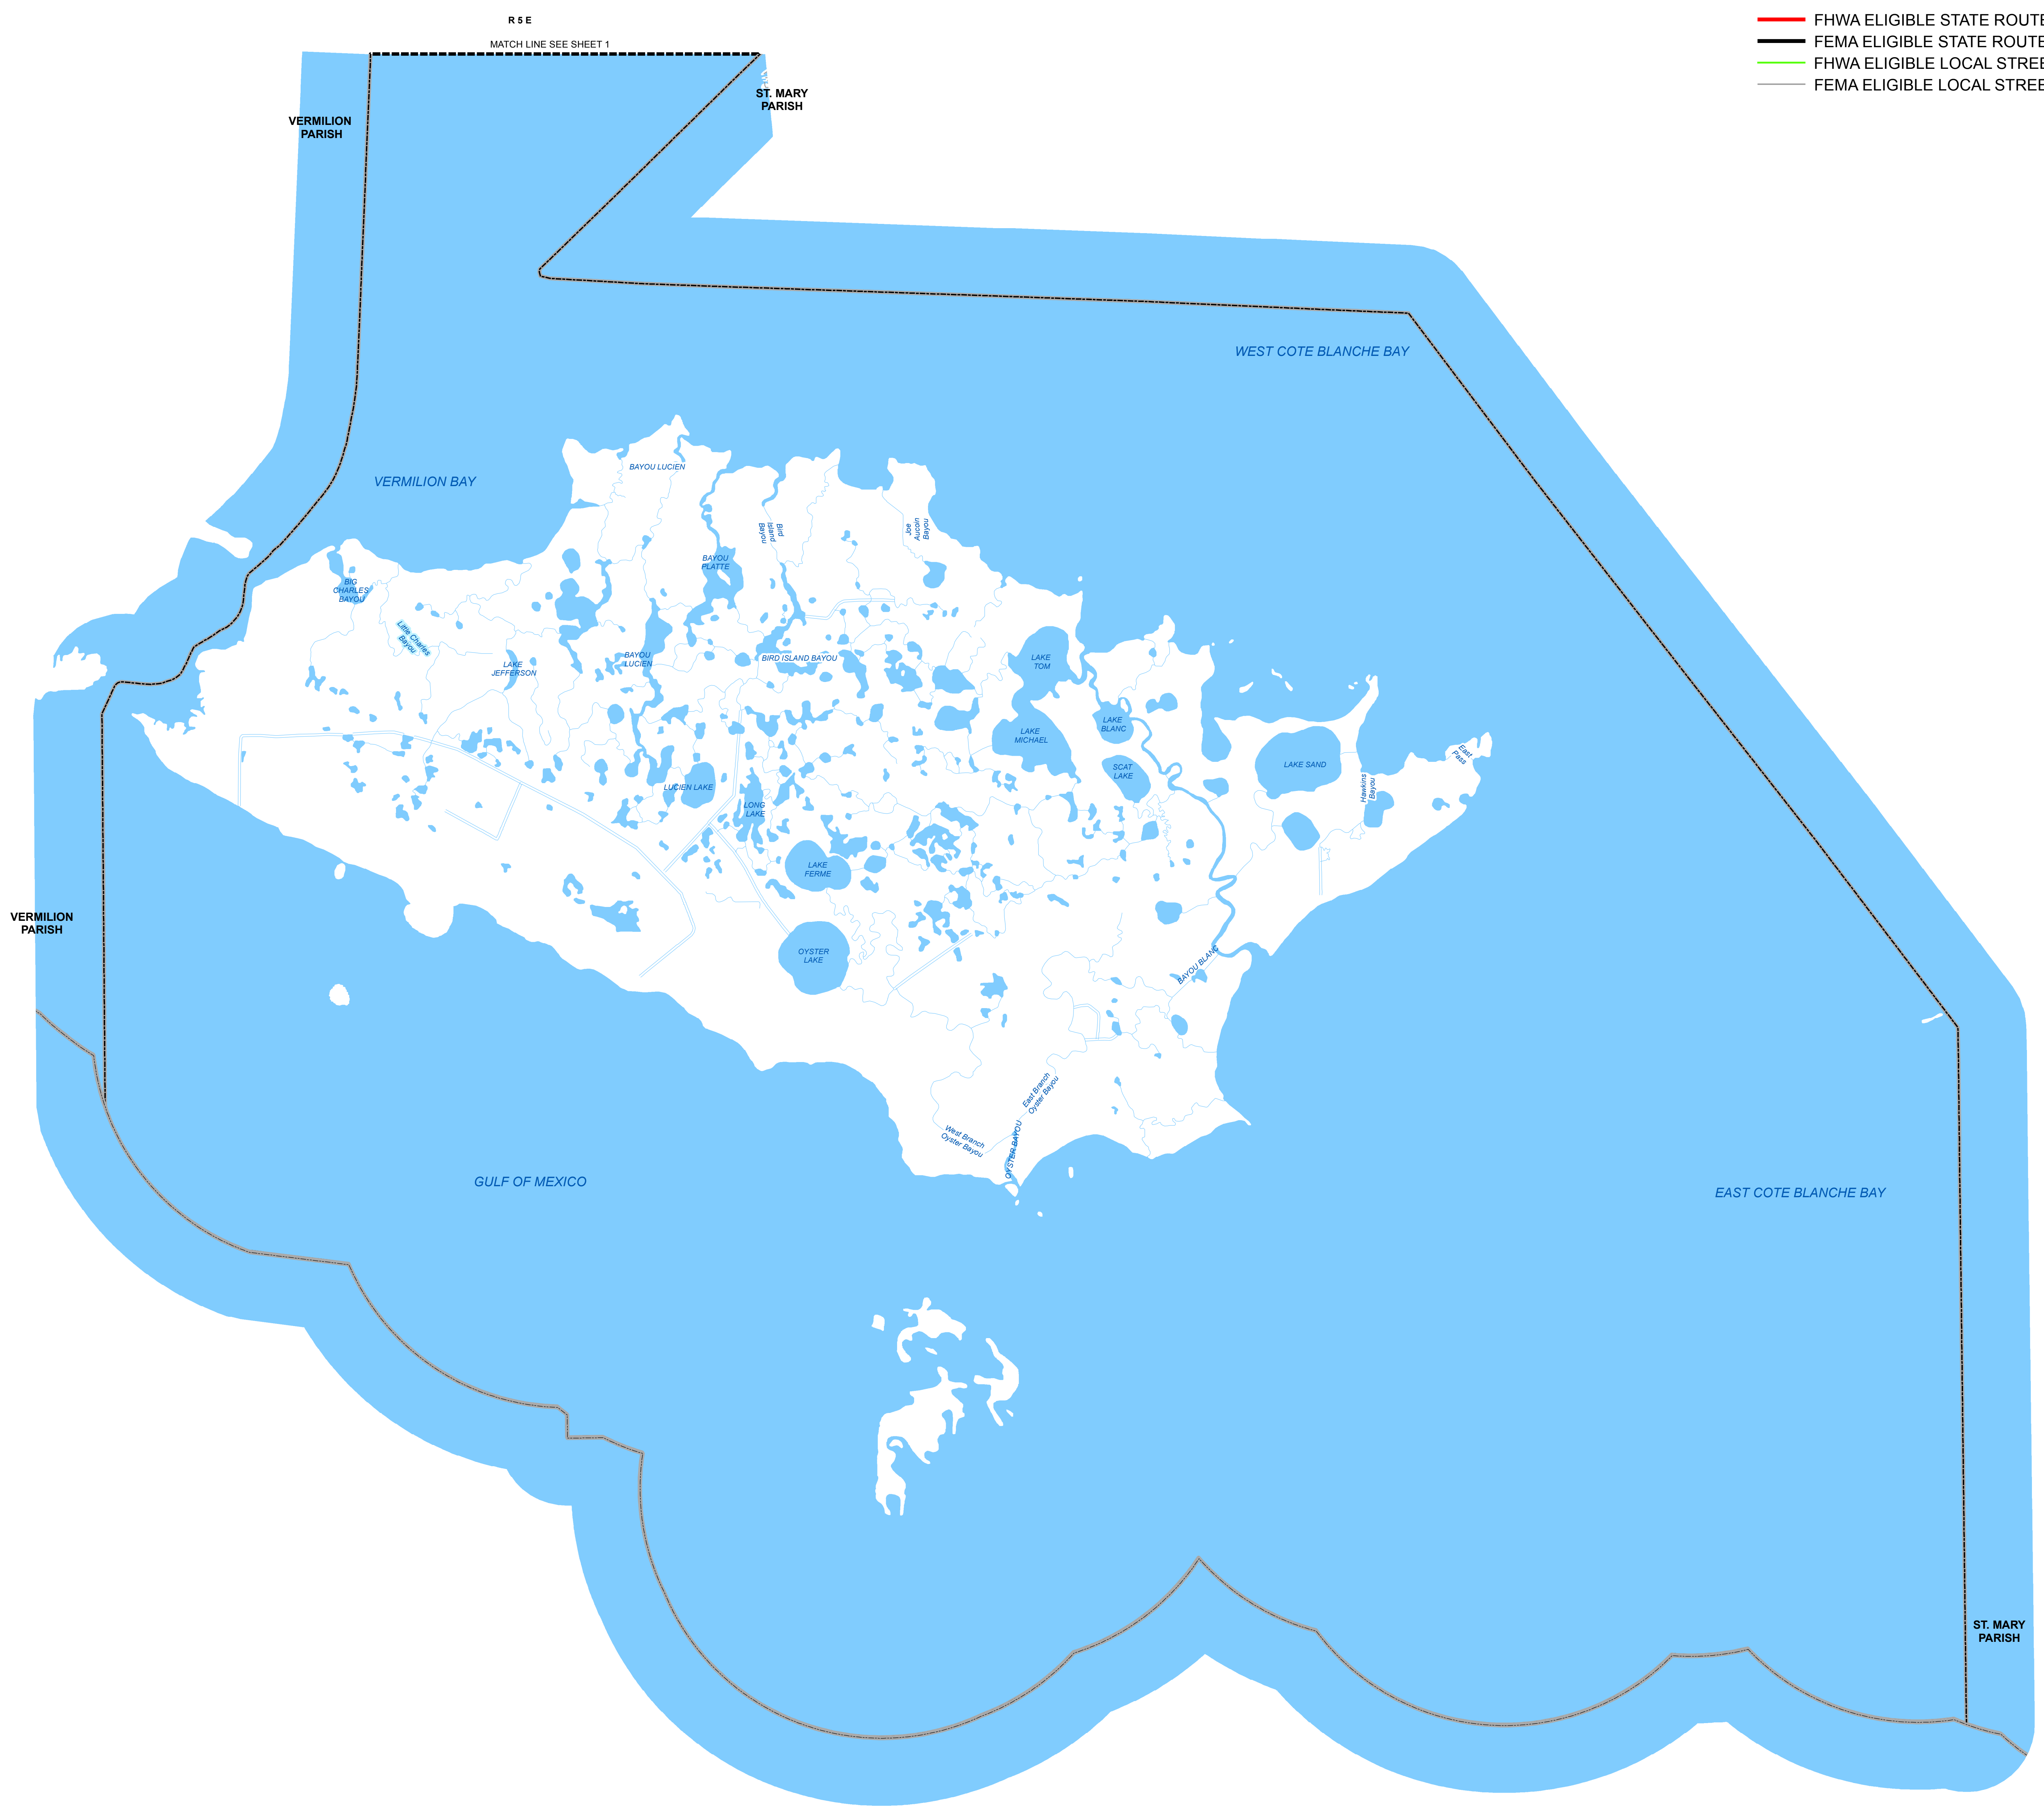 R 5 E
MATCH LINE SEE SHEET 1
FHWA ELIGIBLE STATE ROUTE
FEMA ELIGIBLE STATE ROUTE
FHWA ELIGIBLE LOCAL STREE
FEMA ELIGIBLE LOCAL STREE
ST. MARY
PARISH
VERMILION
PARISH
WEST COTE BLANCHE BAY
VERMILION BAY
BAYOU LUCIEN
Bird
Island
Bayou
Joe
Aucoin
Bayou
BAYOU
PLATTE
BIG
CHARLES
BAYOU
Little Charles
Bayou
LAKE
JEFFERSON
BAYOU
LUCIEN
BIRD ISLAND BAYOU
LAKE
TOM
LAKE
MICHAEL
LAKE
BLANC
SCAT
LAKE
LAKE SAND
East
Pass
Hawkins
Bayou
LUCIEN LAKE
LONG
LAKE
LAKE
FERME
VERMILION
PARISH
OYSTER
LAKE
BAYOU BLANC
East Branch
Oyster Bayou
West Branch
Oyster Bayou
OYSTER BAYOU
GULF OF MEXICO
EAST COTE BLANCHE BAY
ST. MARY
PARISH